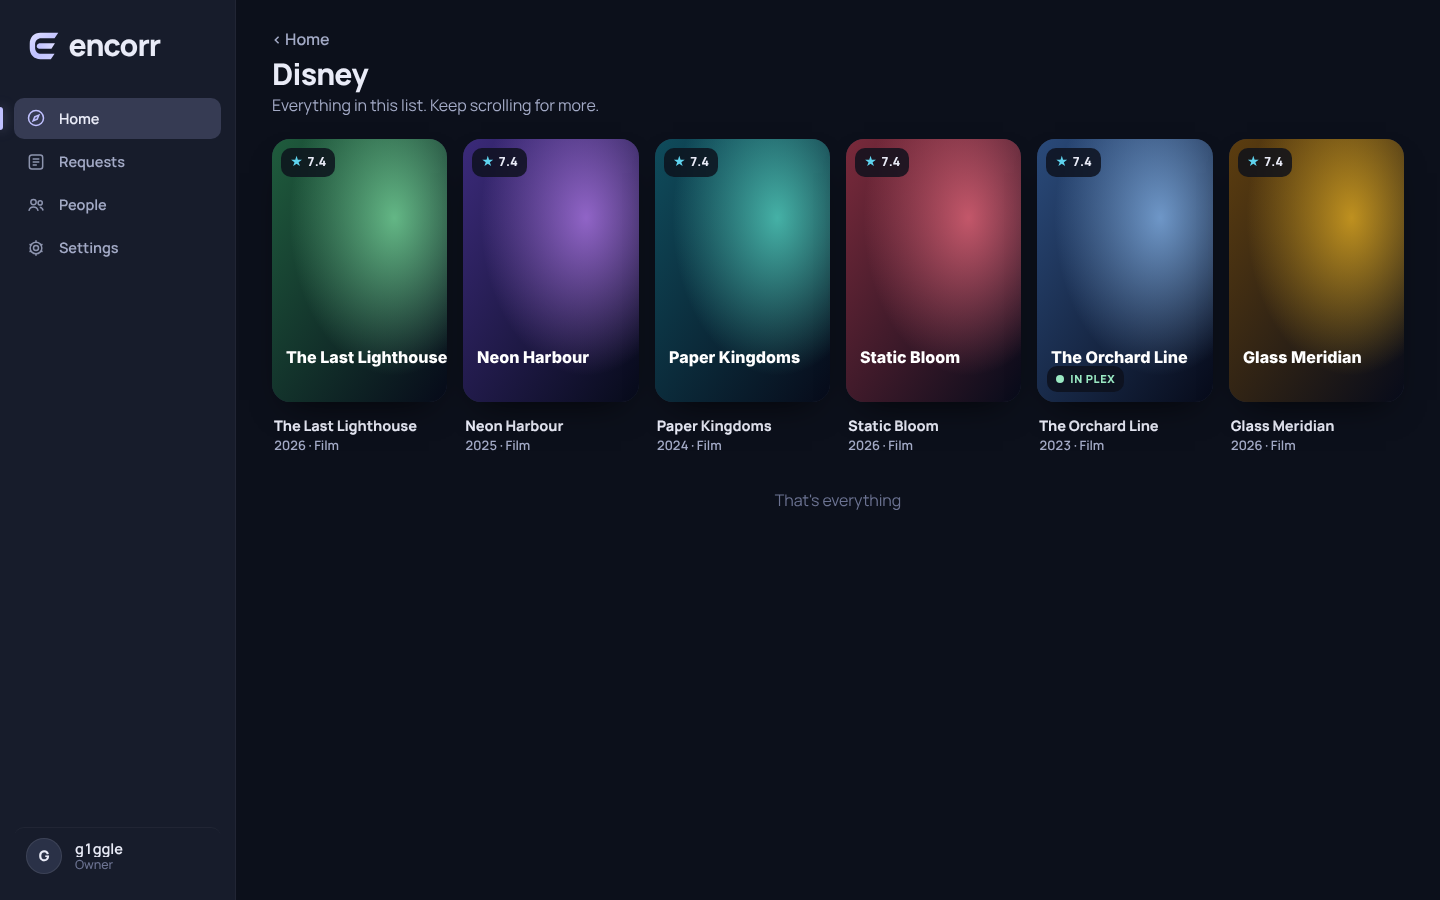 encorr
Home
Requests
People
Settings
g1ggle
Owner
‹ Home
Disney
Everything in this list. Keep scrolling for more.
★ 7.4
★ 7.4
★ 7.4
★ 7.4
★ 7.4
★ 7.4
The Last Lighthouse
Neon Harbour
Paper Kingdoms
Static Bloom
The Orchard Line
Glass Meridian
IN PLEX
The Last Lighthouse
2026 · Film
Neon Harbour
2025 · Film
Paper Kingdoms
2024 · Film
Static Bloom
2026 · Film
The Orchard Line
2023 · Film
Glass Meridian
2026 · Film
That's everything
G